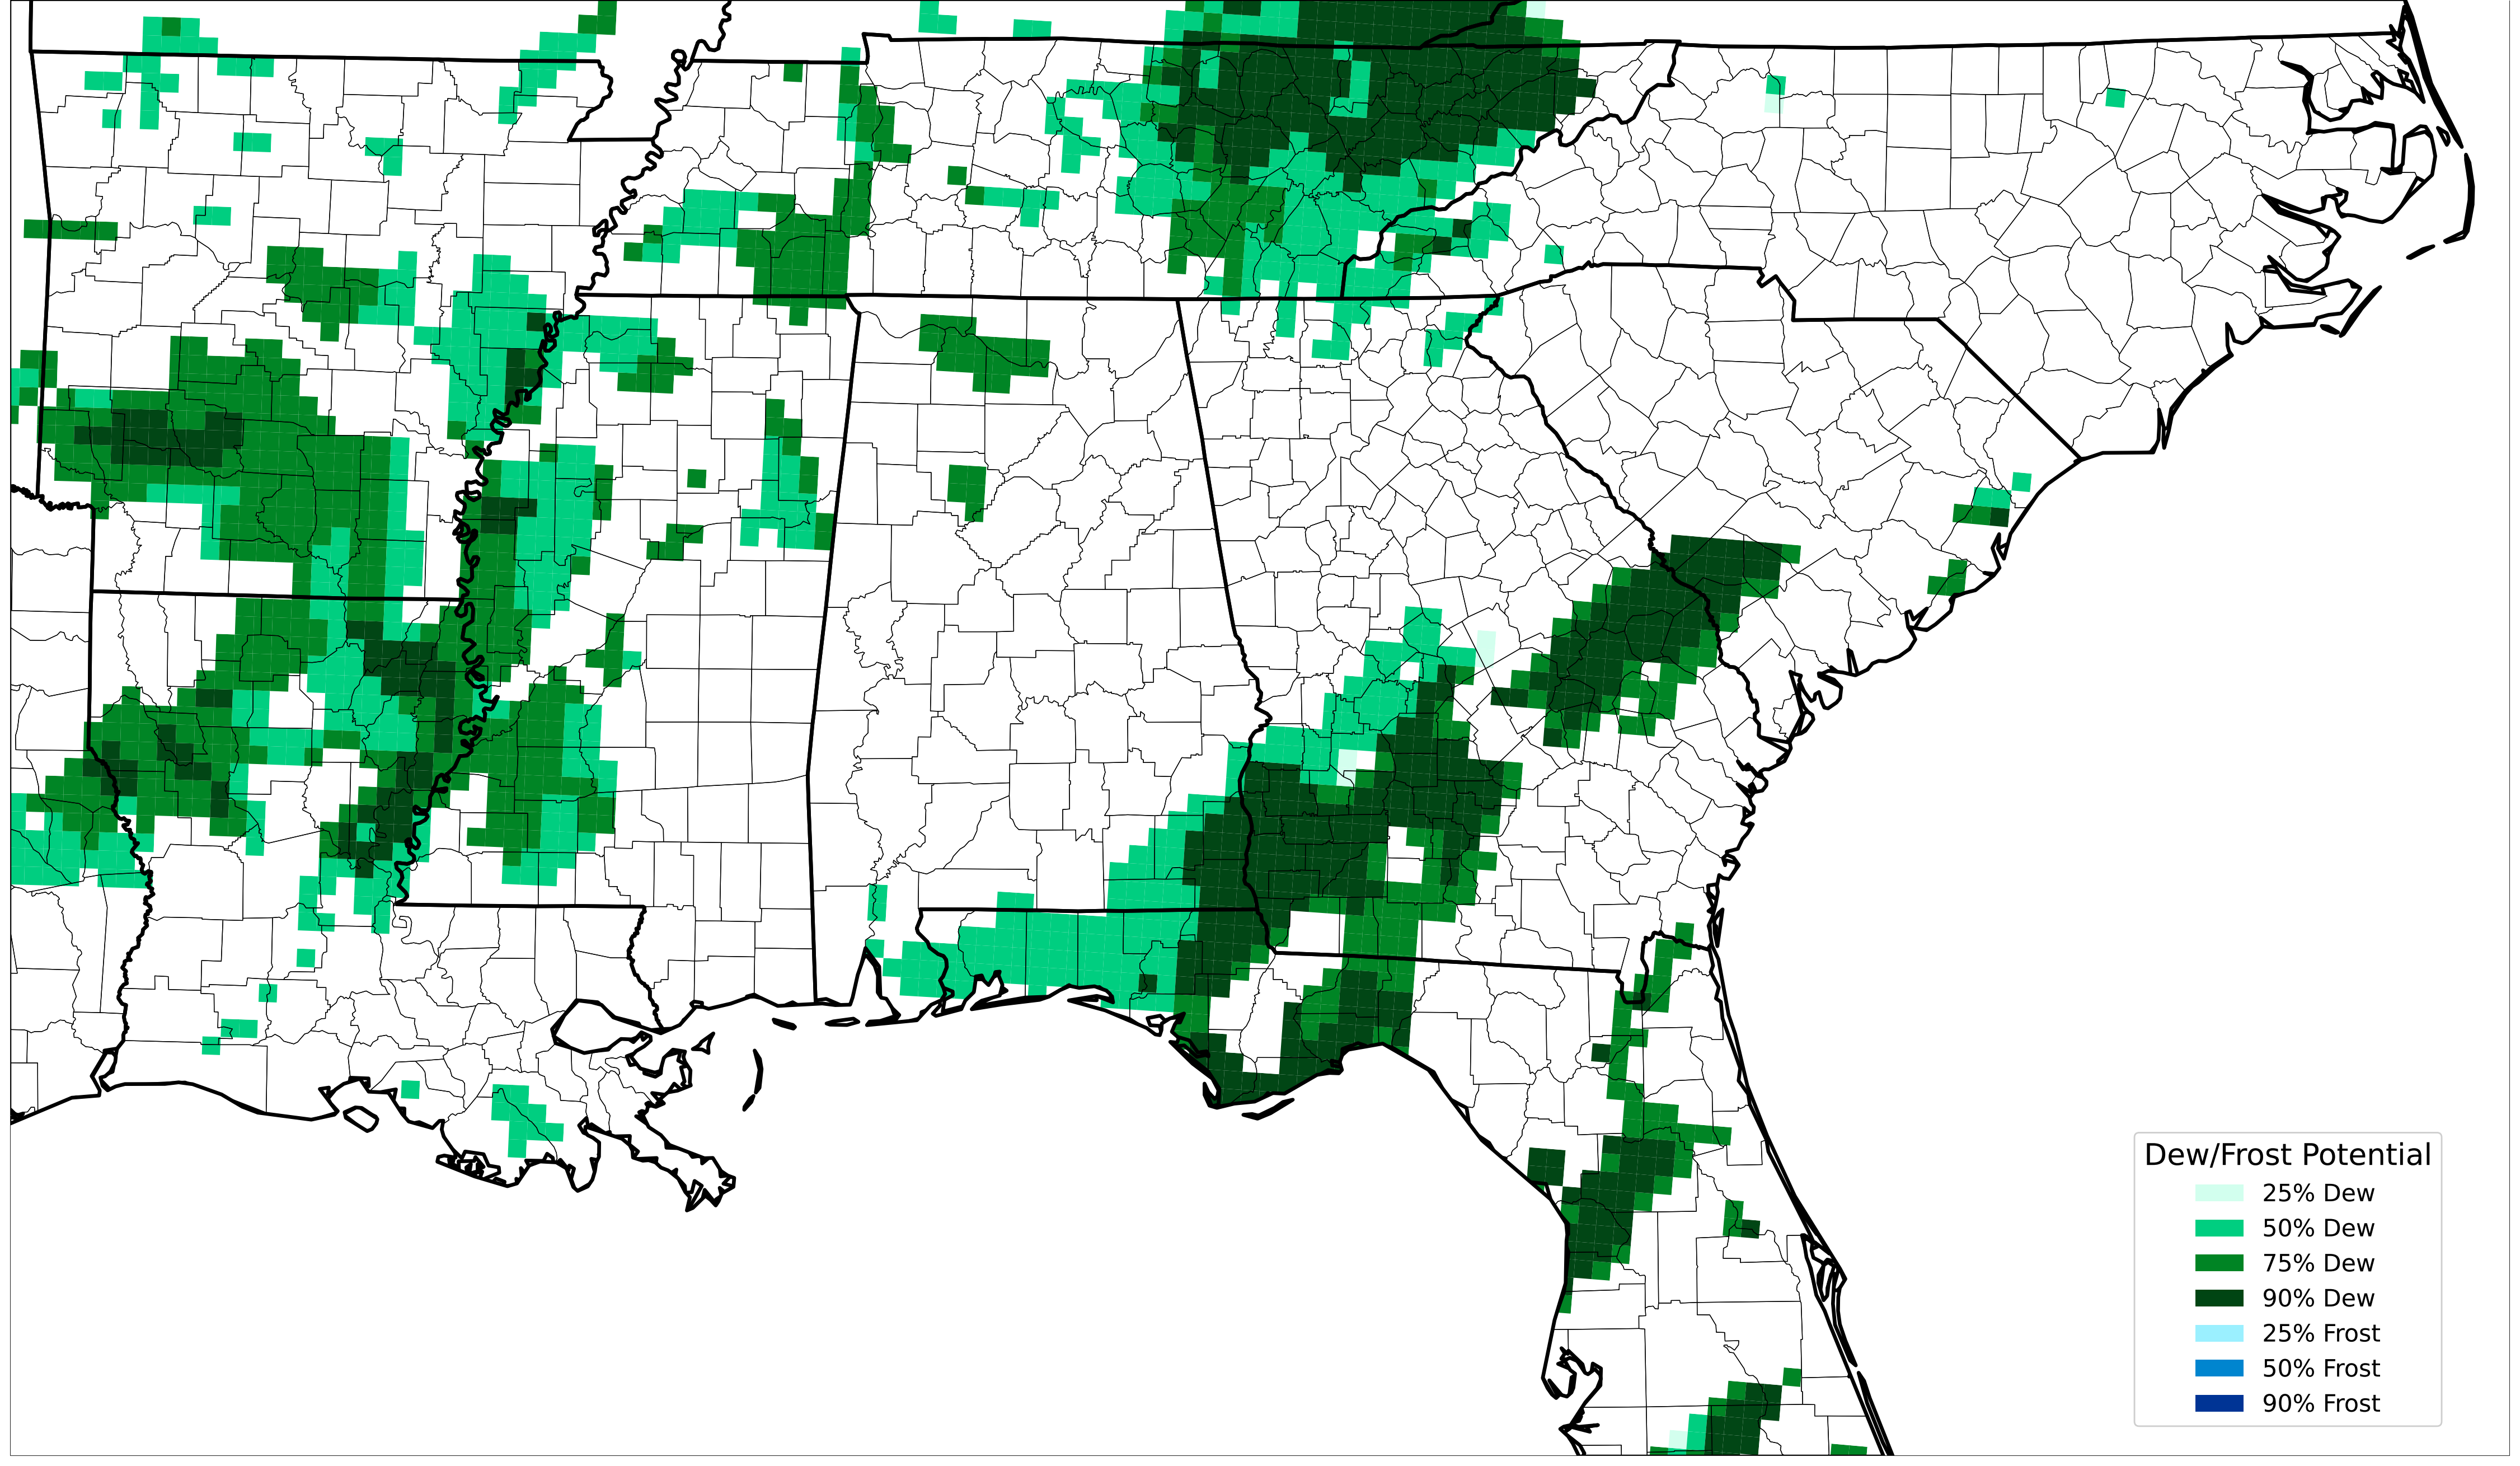 Dew/Frost Potential
25% Dew
50% Dew
75% Dew
90% Dew
25% Frost
50% Frost
90% Frost